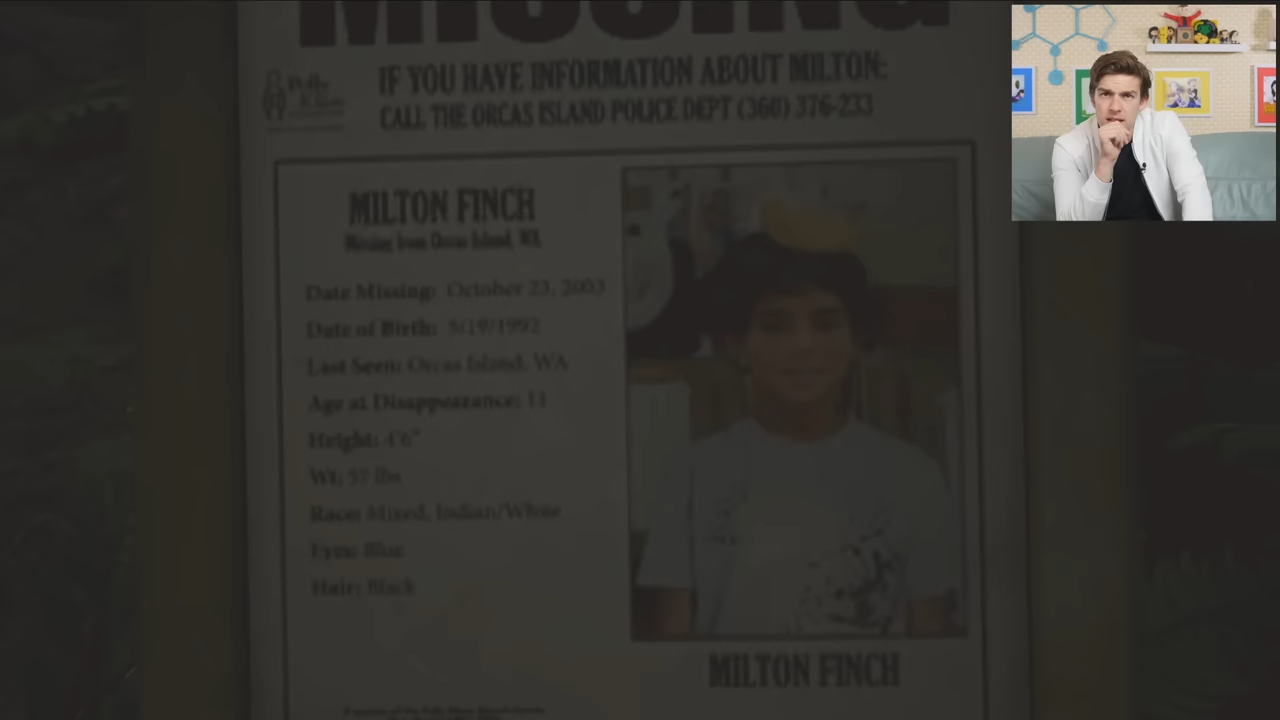 MISSING
IF YOU HAVE INFORMATION ABOUT MILTON:
CALL THE ORCAS ISLAND POLICE DEPT (360) 376-233
MILTON FINCH
Missing from Orcas Island, WA
Date Missing: October 23, 2003
Date of Birth: 5/19/1992
Last Seen: Orcas Island, WA
Age at Disappearance: 11
Height: 4'6"
Wt: 57 lbs
Race: Mixed, Indian/White
Eyes: Blue
Hair: Black
MILTON FINCH